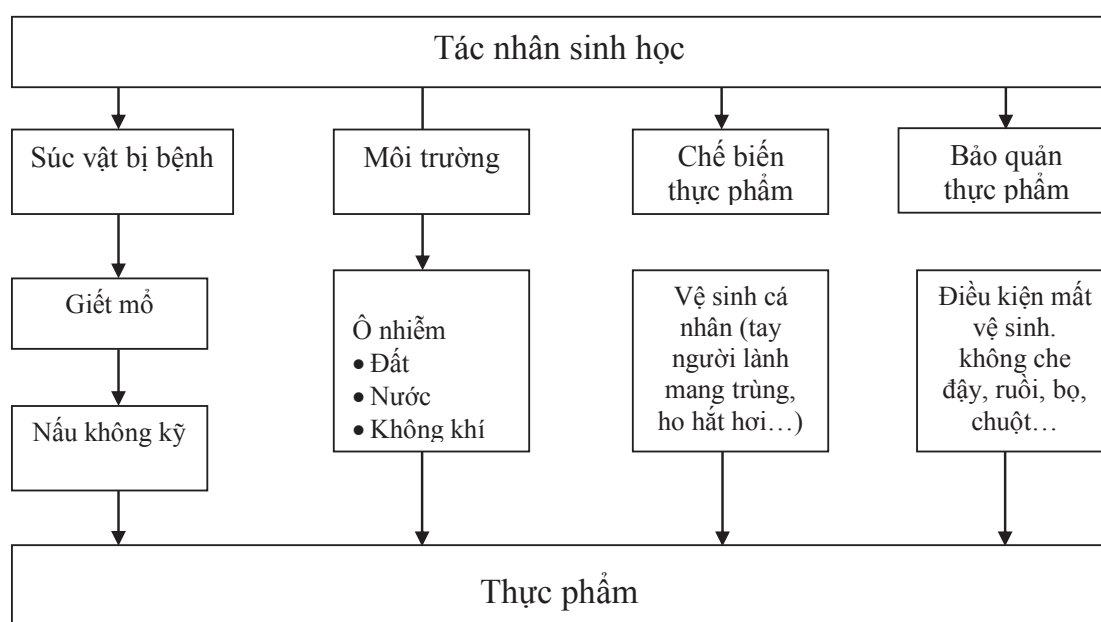 Tác nhân sinh học
Súc vật bị bệnh
Môi trường
Chế biến
thực phẩm
Bảo quản
thực phẩm
Giết mổ
Nấu không kỹ
Ô nhiễm
• Đất
• Nước
• Không khí
Vệ sinh cá
nhân (tay
người lành
mang trùng,
ho hắt hơi…)
Điều kiện mất
vệ sinh.
không che
đậy, ruồi, bọ,
chuột…
Thực phẩm